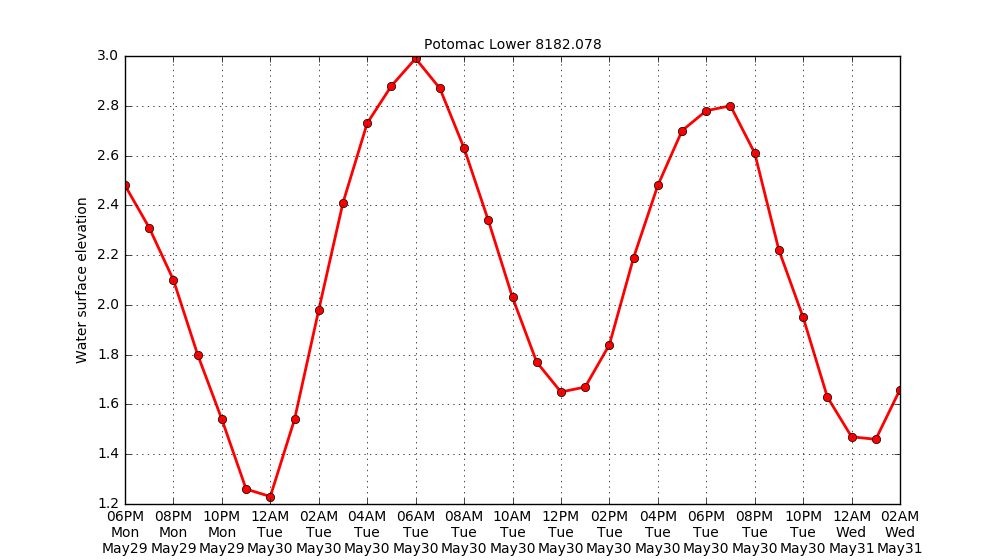 Potomac Lower 8182.078
Water surface elevation
3.0
2.8
2.6
2.4
2.2
2.0
1.8
1.6
1.4
1.2
06PM 08PM 10PM 12AM 02AM 04AM 06AM 08AM 10AM 12PM 02PM 04PM 06PM 08PM 10PM 12AM 02AM
Mon Mon Mon Tue Tue Tue Tue Tue Tue Tue Tue Tue Tue Tue Tue Wed Wed
May29 May29 May29 May30 May30 May30 May30 May30 May30 May30 May30 May30 May30 May30 May30 May31 May31